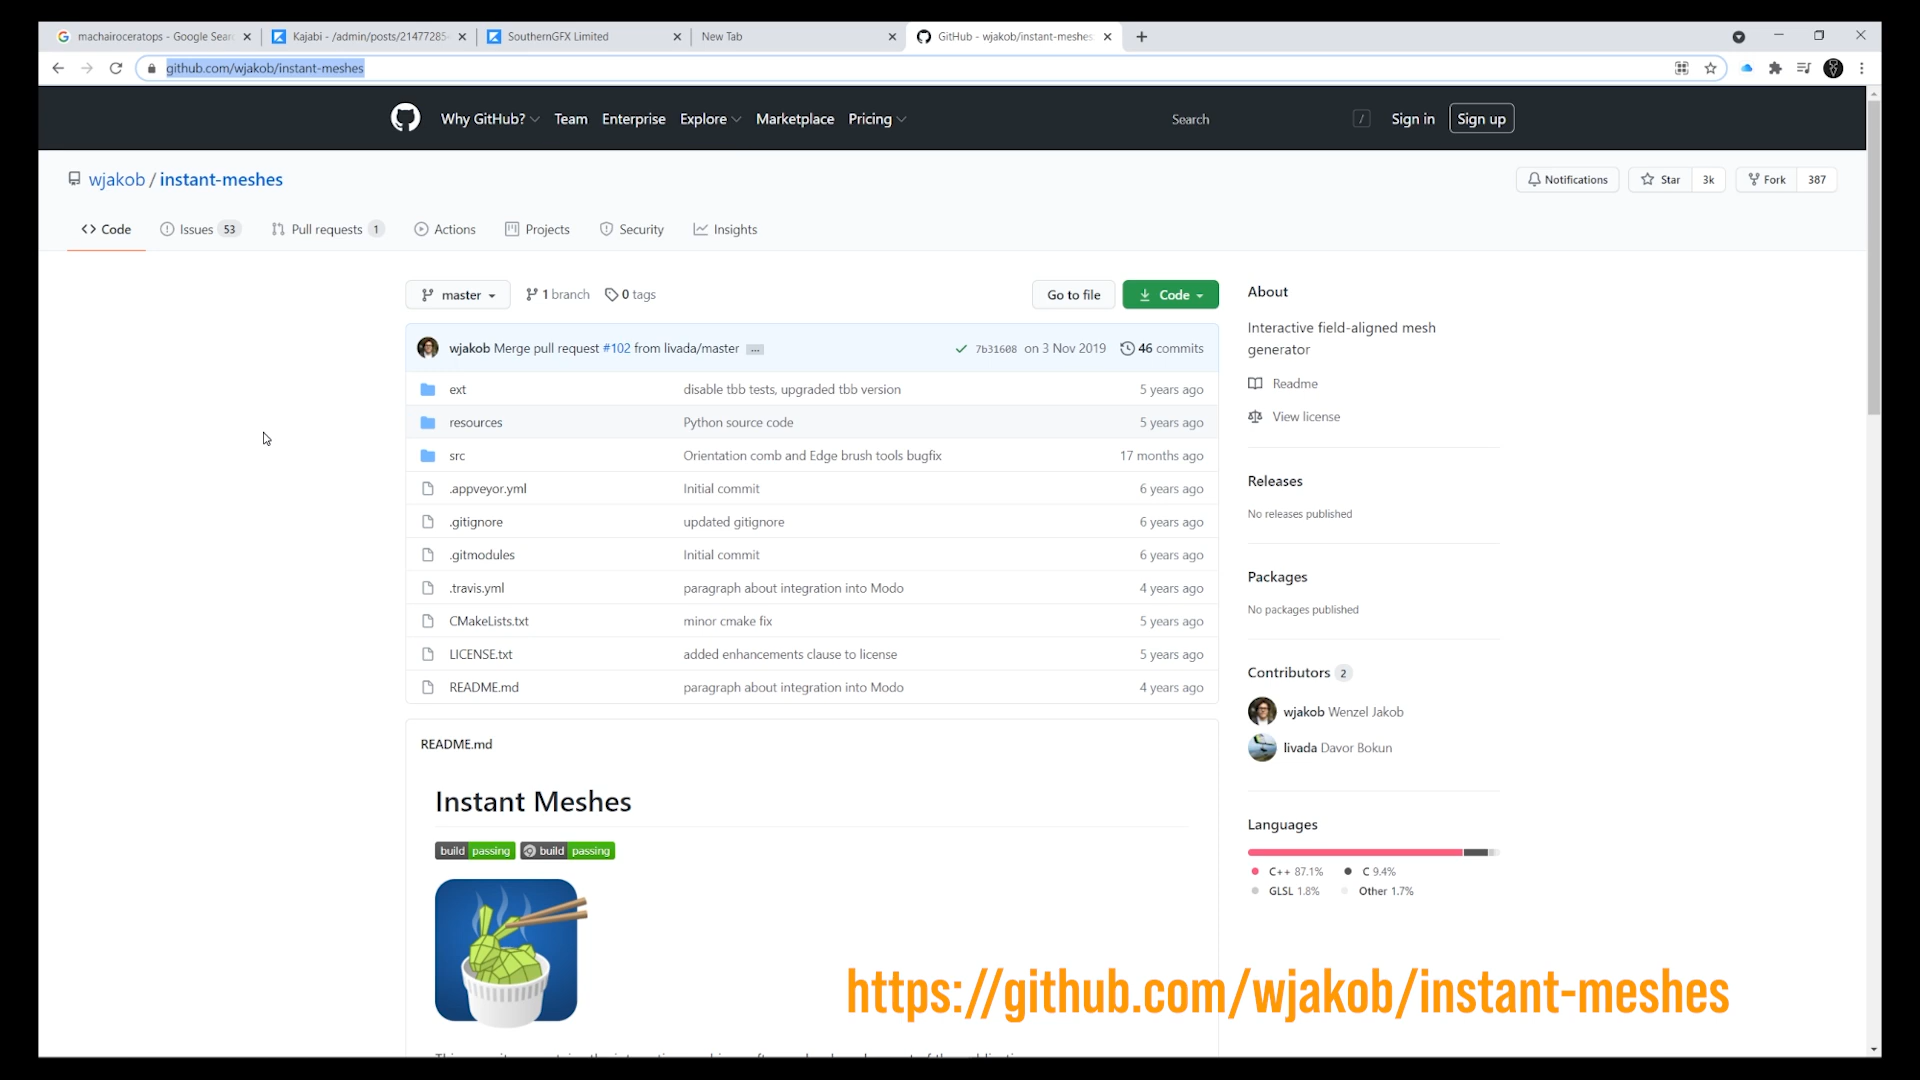 machairoceratops - Google Sear
Kajabi - /admin/posts/21477285
SouthernGFX Limited
New Tab
GitHub - wjakob/instant-meshes
github.com/wjakob/instant-meshes
Why GitHub? Team Enterprise Explore Marketplace Pricing
Search
/
Sign in
Sign up
wjakob / instant-meshes
Notifications
Star 3k
Fork 387
Code
Issues 53
Pull requests 1
Actions
Projects
Security
Insights
master
1 branch
0 tags
Go to file
Code
wjakob Merge pull request #102 from livada/master ...
7b31608 on 3 Nov 2019
46 commits
ext disable tbb tests, upgraded tbb version 5 years ago
resources Python source code 5 years ago
src Orientation comb and Edge brush tools bugfix 17 months ago
.appveyor.yml Initial commit 6 years ago
.gitignore updated gitignore 6 years ago
.gitmodules Initial commit 6 years ago
.travis.yml paragraph about integration into Modo 4 years ago
CMakeLists.txt minor cmake fix 5 years ago
LICENSE.txt added enhancements clause to license 5 years ago
README.md paragraph about integration into Modo 4 years ago
README.md
Instant Meshes
build passing build passing
About
Interactive field-aligned mesh
generator
Readme
View license
Releases
No releases published
Packages
No packages published
Contributors 2
wjakob Wenzel Jakob
livada Davor Bokun
Languages
C++ 87.1% C 9.4%
GLSL 1.8% Other 1.7%
https://github.com/wjakob/instant-meshes